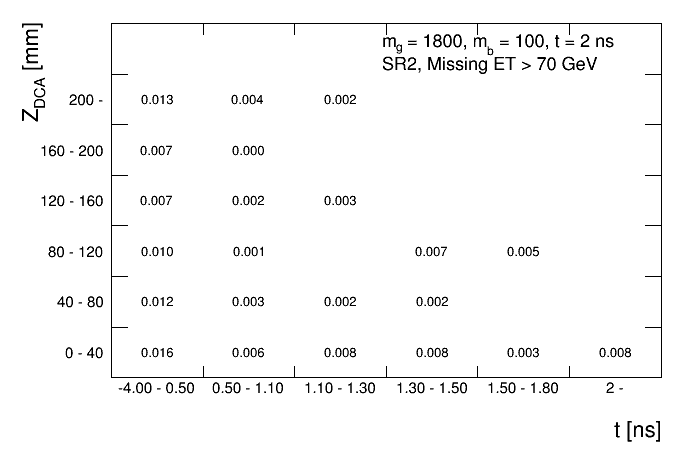 m_g = 1800, m_b = 100, t = 2 ns
SR2, Missing ET > 70 GeV
Z_DCA [mm]
200 - 0.013 0.004 0.002
160 - 200 0.007 0.000
120 - 160 0.007 0.002 0.003
80 - 120 0.010 0.001 0.007 0.005
40 - 80 0.012 0.003 0.002 0.002
0 - 40 0.016 0.006 0.008 0.008 0.003 0.008
-4.00 - 0.50 0.50 - 1.10 1.10 - 1.30 1.30 - 1.50 1.50 - 1.80 2 -
t [ns]